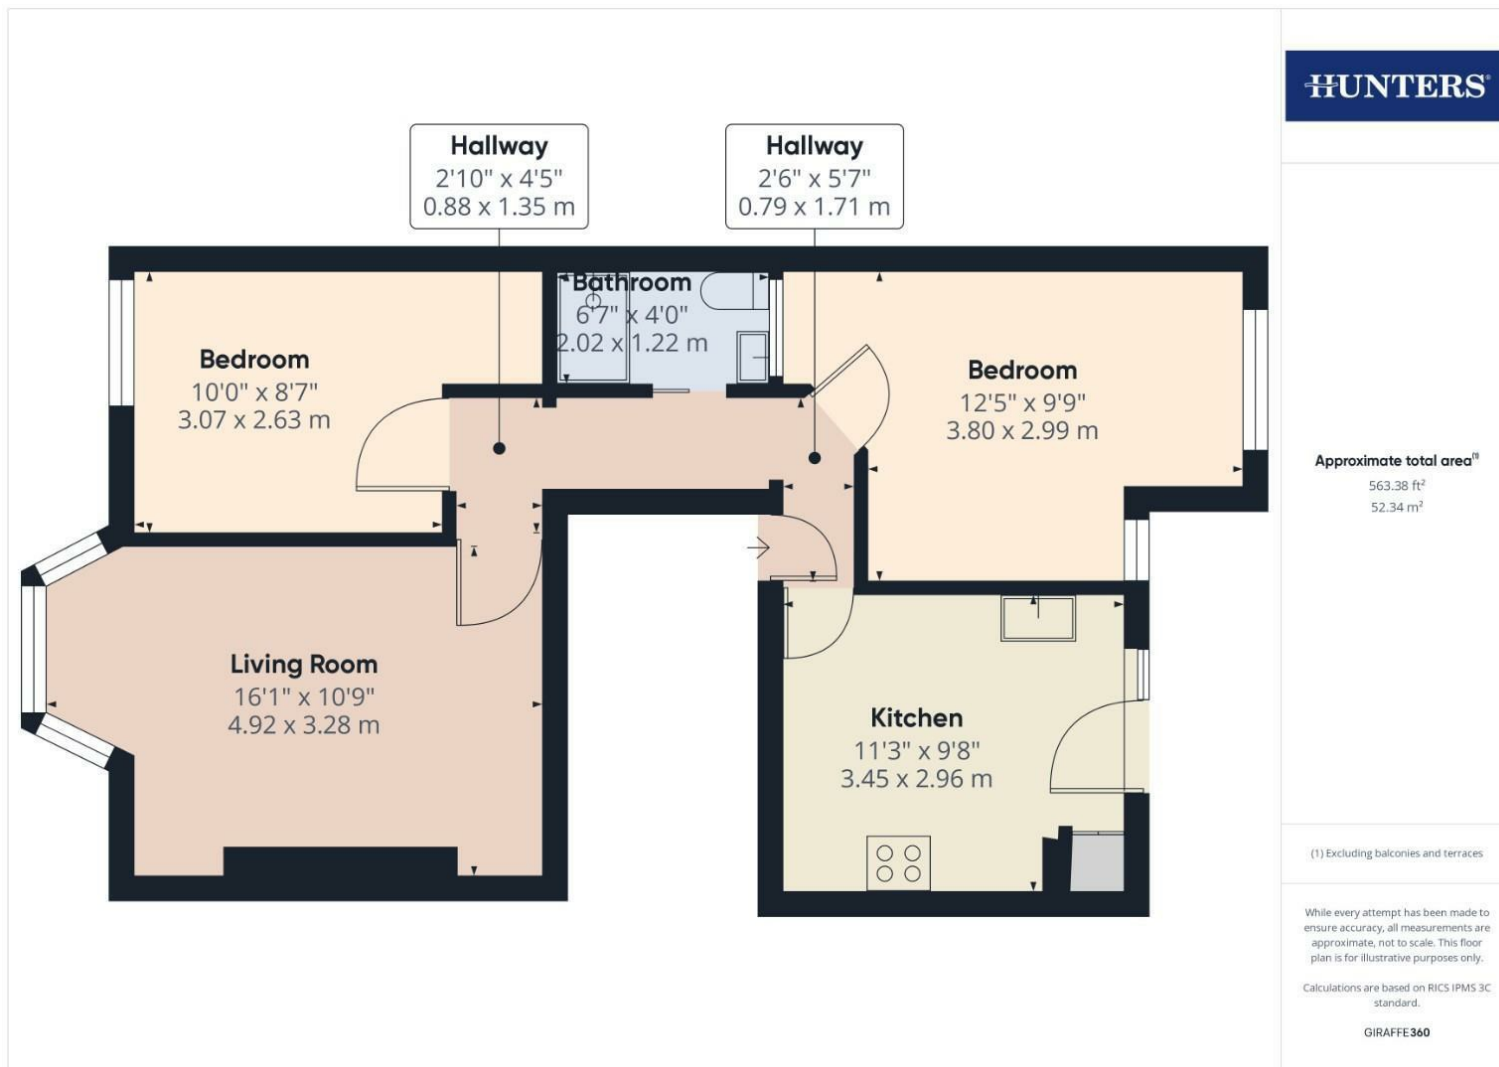 Hallway
2'10" x 4'5"
0.88 x 1.35 m
Hallway
2'6" x 5'7"
0.79 x 1.71 m
Bathroom
6'7" x 4'0"
2.02 x 1.22 m
Bedroom
10'0" x 8'7"
3.07 x 2.63 m
Bedroom
12'5" x 9'9"
3.80 x 2.99 m
Living Room
16'1" x 10'9"
4.92 x 3.28 m
Kitchen
11'3" x 9'8"
3.45 x 2.96 m
HUNTERS®
Approximate total area⁽¹⁾
563.38 ft²
52.34 m²
(1) Excluding balconies and terraces
While every attempt has been made to
ensure accuracy, all measurements are
approximate, not to scale. This floor
plan is for illustrative purposes only.
Calculations are based on RICS IPMS 3C
standard.
GIRAFFE360